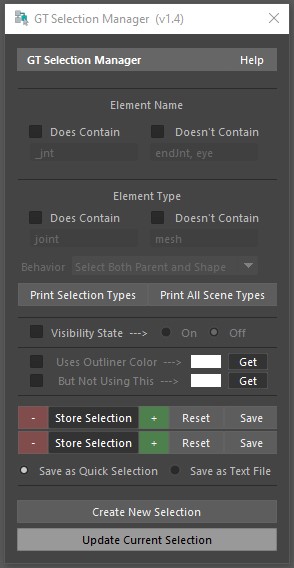 GT Selection Manager (v1.4)
GT Selection Manager Help
Element Name
Does Contain Doesn't Contain
_jnt endJnt, eye
Element Type
Does Contain Doesn't Contain
joint mesh
Behavior Select Both Parent and Shape
Print Selection Types Print All Scene Types
Visibility State ---> On Off
Uses Outliner Color ---> Get
But Not Using This ---> Get
- Store Selection + Reset Save
- Store Selection + Reset Save
Save as Quick Selection Save as Text File
Create New Selection
Update Current Selection